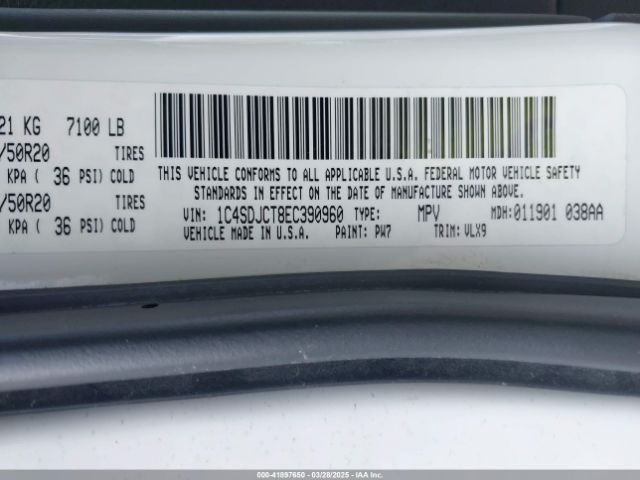 21 KG 7100 LB
/50R20 TIRES
KPA ( 36 PSI) COLD
/50R20 TIRES
KPA ( 36 PSI) COLD
THIS VEHICLE CONFORMS TO ALL APPLICABLE U.S.A. FEDERAL MOTOR VEHICLE SAFETY
STANDARDS IN EFFECT ON THE DATE OF MANUFACTURE SHOWN ABOVE.
VIN: 1C4SDJCT8EC390960 TYPE: MPV MDH:011901 038AA
VEHICLE MADE IN U.S.A. PAINT: PW7 TRIM: VLX9
000-41897650 03/28/2025 IAAI.COM